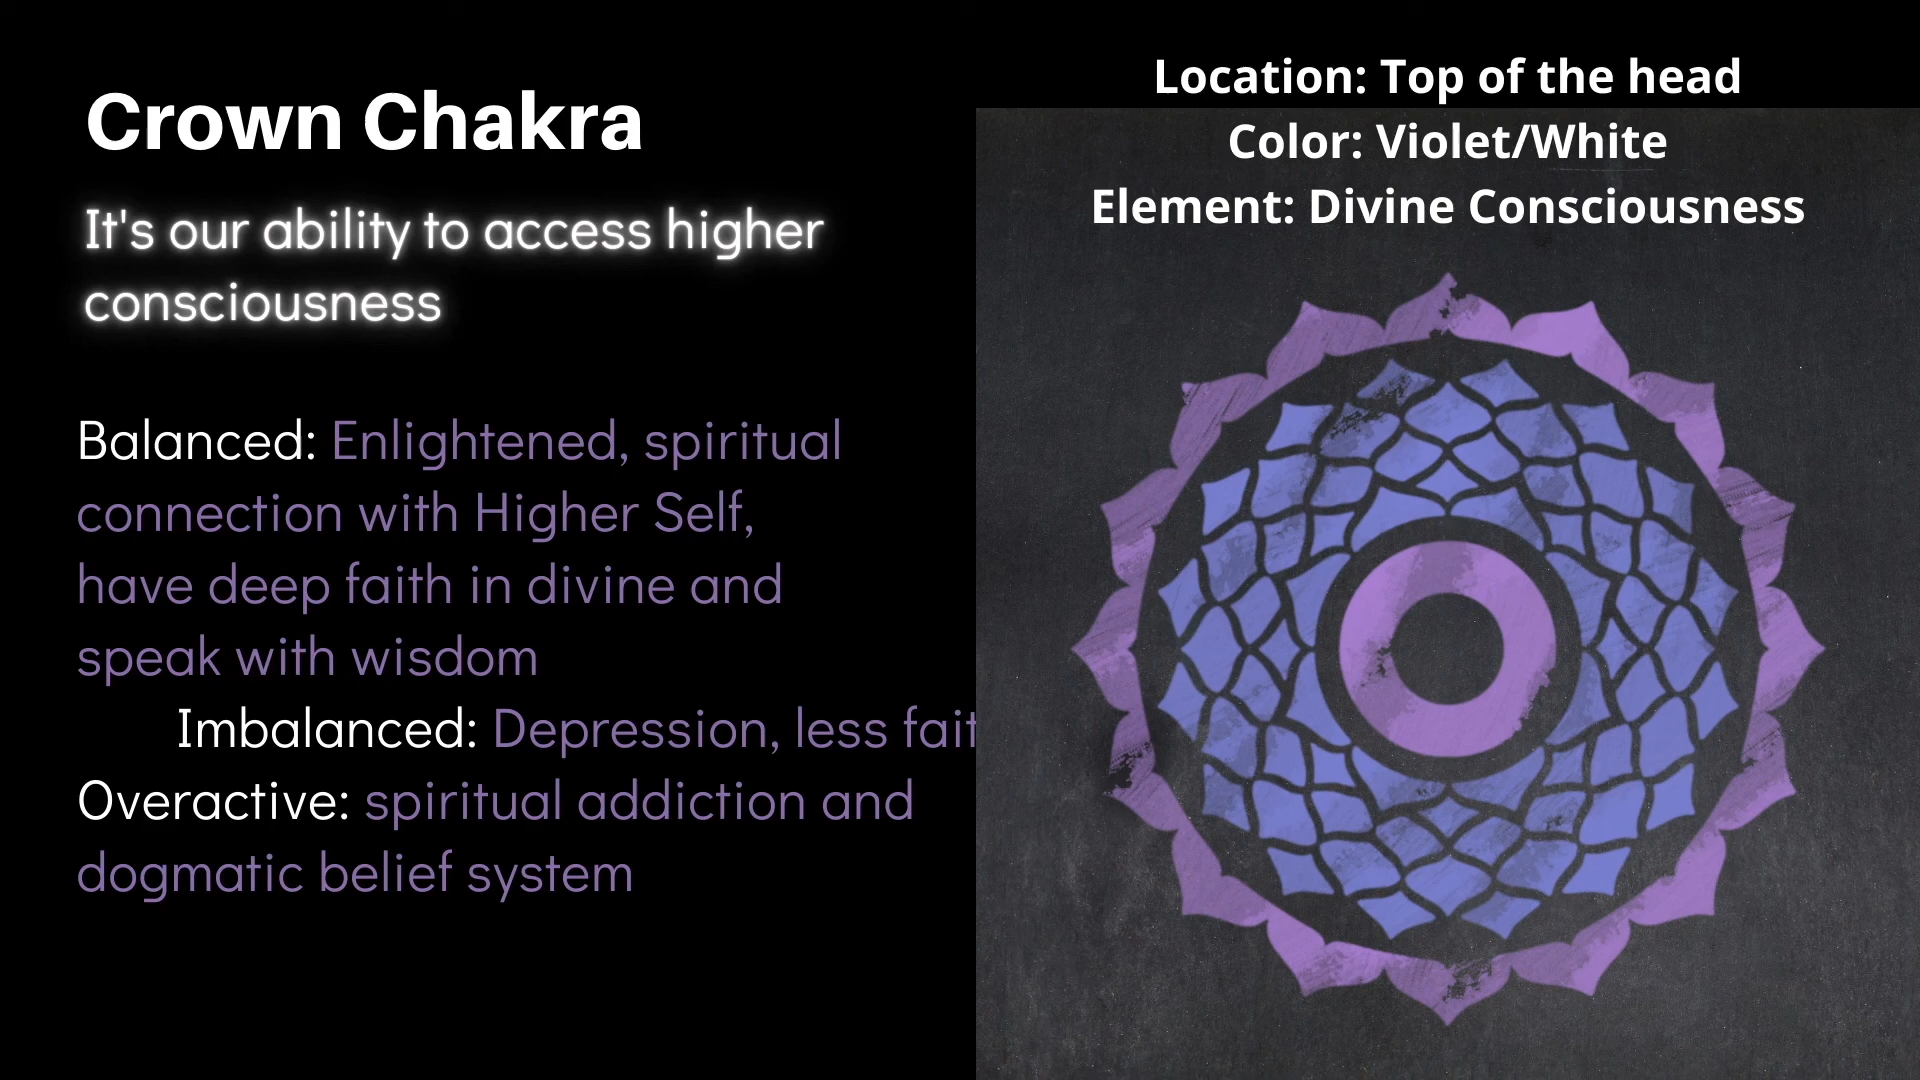 Crown Chakra
It's our ability to access higher
consciousness
Balanced: Enlightened, spiritual
connection with Higher Self,
have deep faith in divine and
speak with wisdom
Imbalanced: Depression, less fait
Overactive: spiritual addiction and
dogmatic belief system
Location: Top of the head
Color: Violet/White
Element: Divine Consciousness